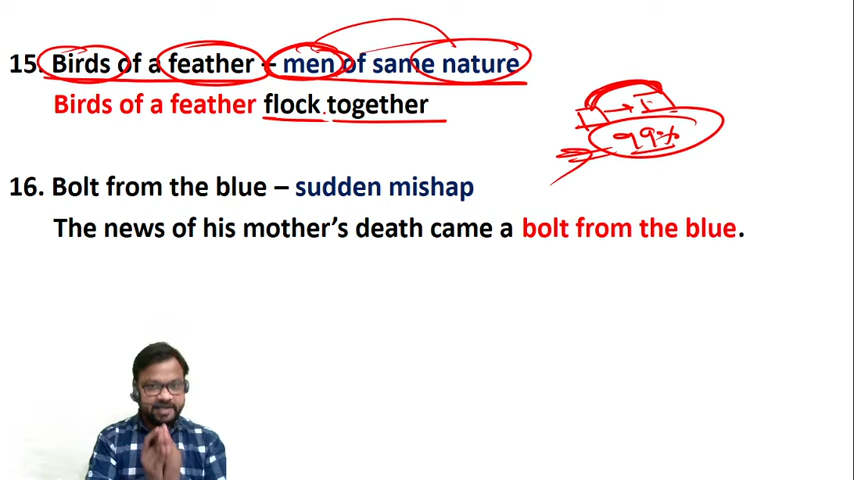 15. Birds of a feather – men of same nature
Birds of a feather flock together
99%
16. Bolt from the blue – sudden mishap
The news of his mother’s death came a bolt from the blue.